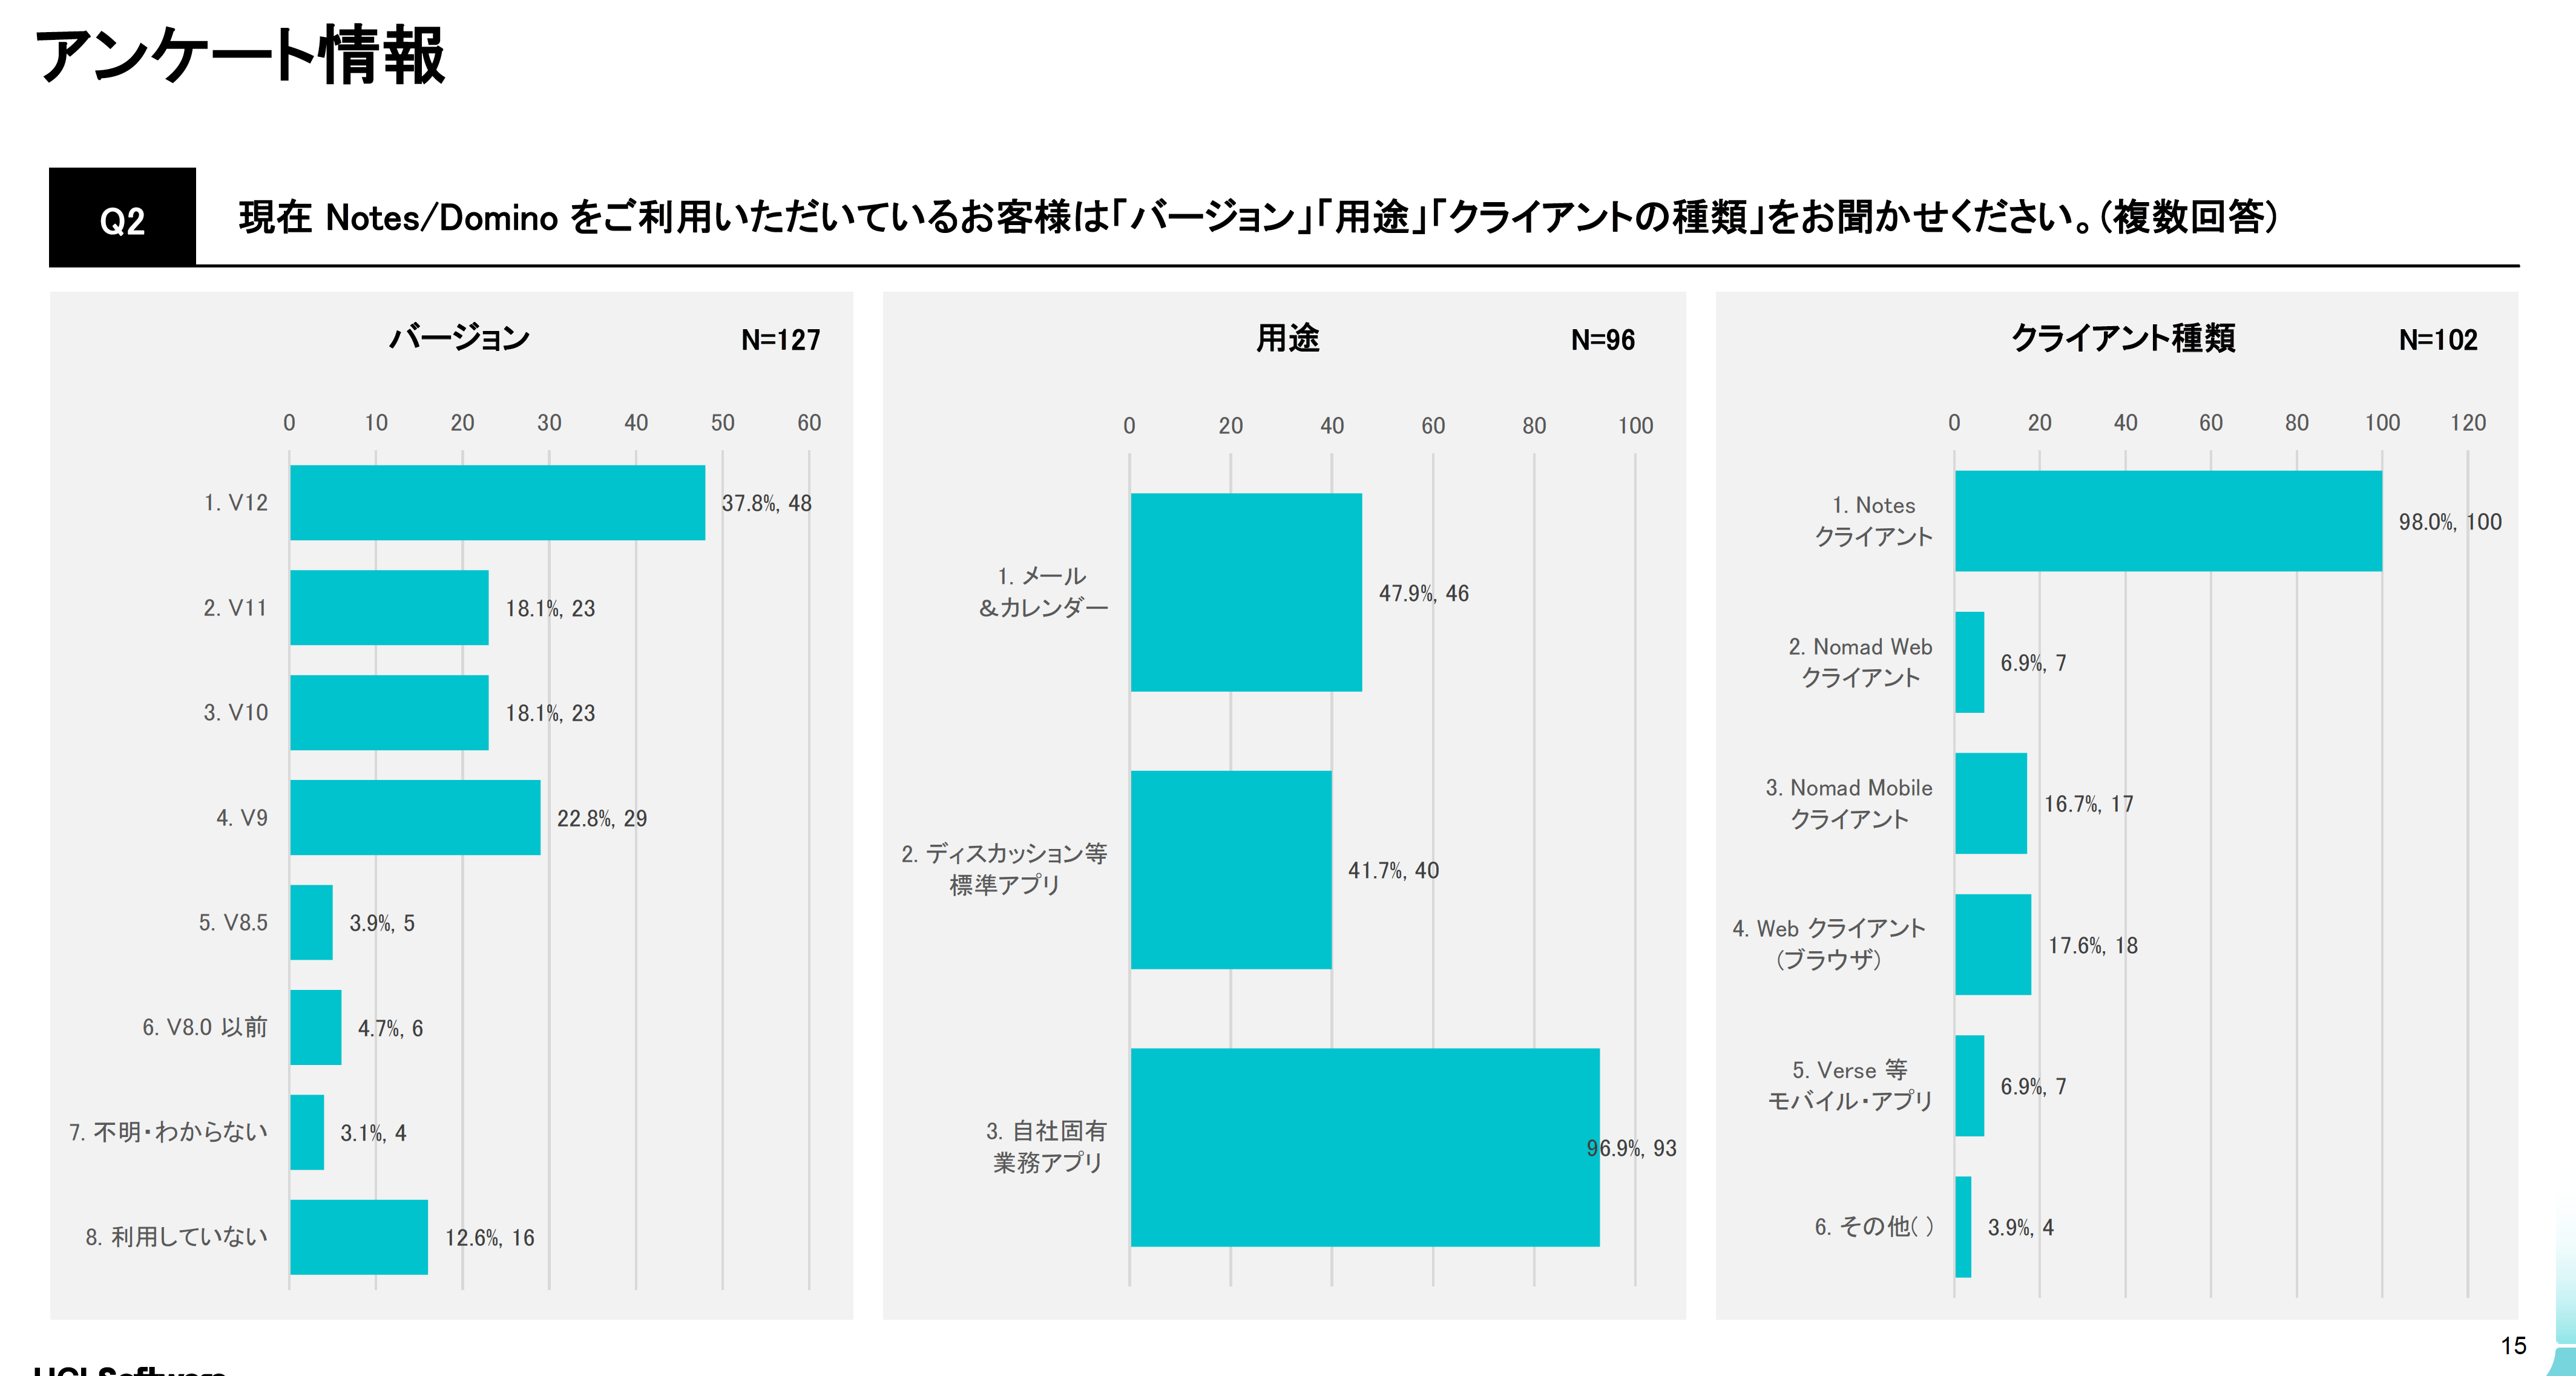 アンケート情報
Q2
現在 Notes/Domino をご利用いただいているお客様は「バージョン」「用途」「クライアントの種類」をお聞かせください。（複数回答）
バージョン N=127
0 10 20 30 40 50 60
1. V12 37.8%, 48
2. V11 18.1%, 23
3. V10 18.1%, 23
4. V9 22.8%, 29
5. V8.5 3.9%, 5
6. V8.0 以前 4.7%, 6
7. 不明・わからない 3.1%, 4
8. 利用していない 12.6%, 16
用途 N=96
0 20 40 60 80 100
1. メール
＆カレンダー
47.9%, 46
2. ディスカッション等
標準アプリ
41.7%, 40
3. 自社固有
業務アプリ
96.9%, 93
クライアント種類 N=102
0 20 40 60 80 100 120
1. Notes
クライアント
98.0%, 100
2. Nomad Web
クライアント
6.9%, 7
3. Nomad Mobile
クライアント
16.7%, 17
4. Web クライアント
（ブラウザ）
17.6%, 18
5. Verse 等
モバイル・アプリ
6.9%, 7
6. その他( ) 3.9%, 4
15
HCLSoftware